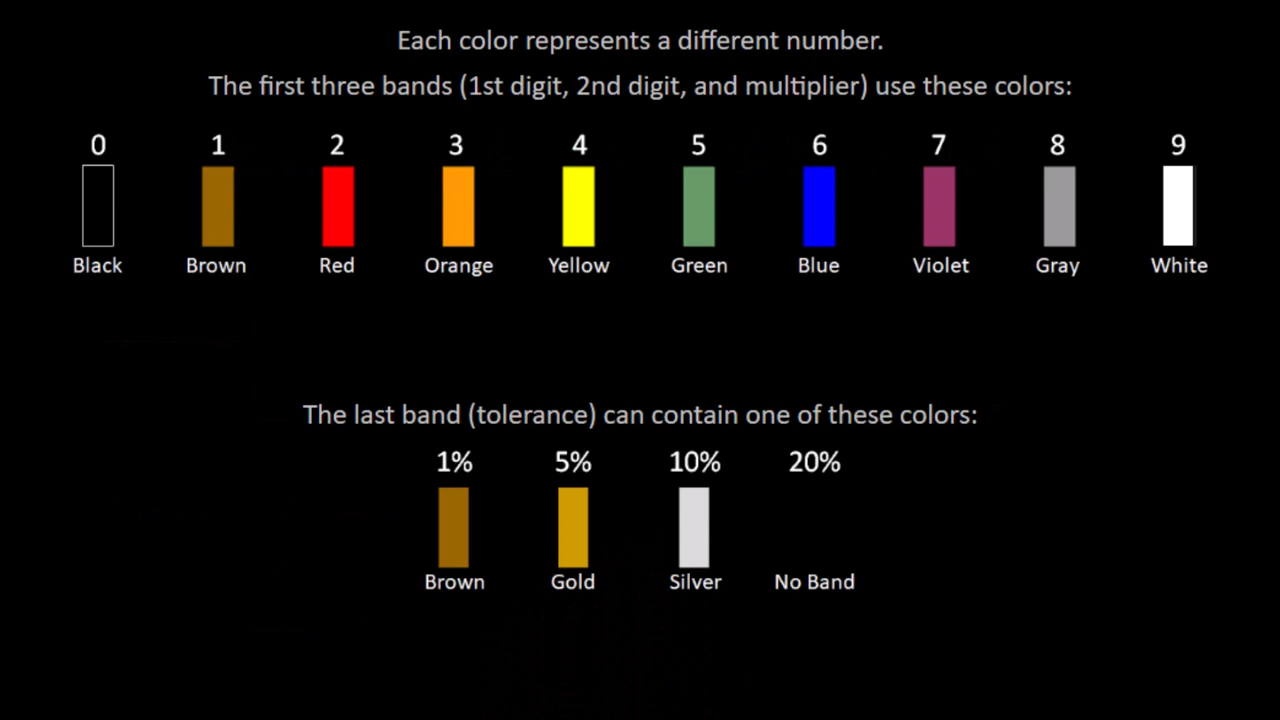 Each color represents a different number.
The first three bands (1st digit, 2nd digit, and multiplier) use these colors:
0 1 2 3 4 5 6 7 8 9
Black Brown Red Orange Yellow Green Blue Violet Gray White
The last band (tolerance) can contain one of these colors:
1% 5% 10% 20%
Brown Gold Silver No Band